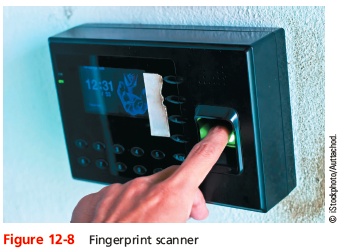 12:31
© iStockphoto/Auttachod.
Figure 12-8 Fingerprint scanner